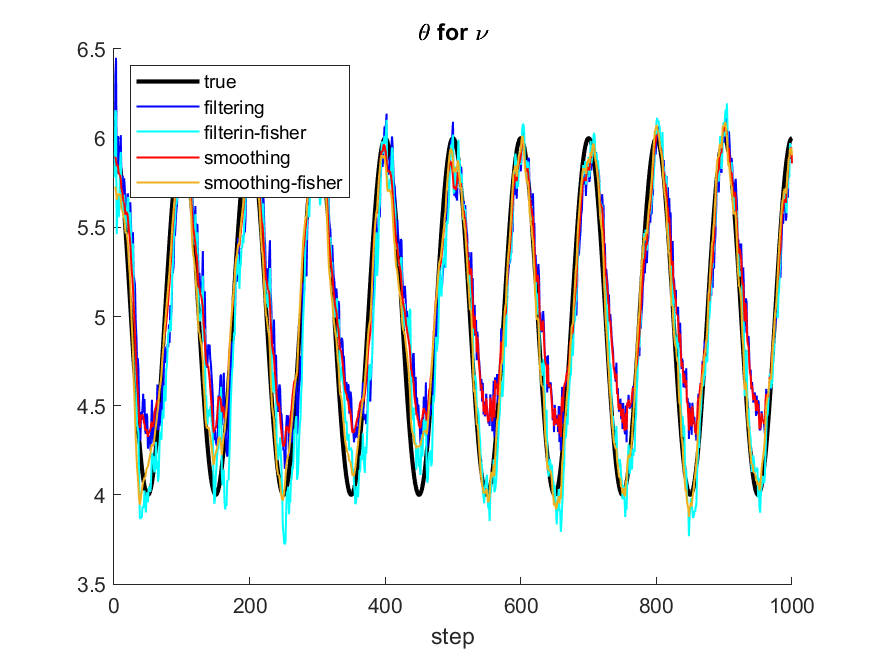 θ for ν
6.5
6
5.5
5
4.5
4
3.5
true
filtering
filterin-fisher
smoothing
smoothing-fisher
0
200
400
600
800
1000
step